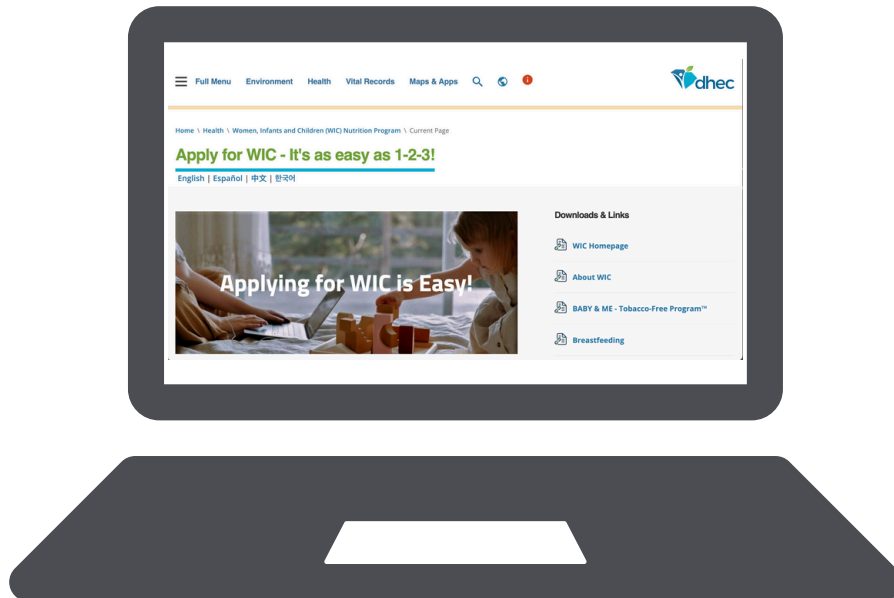 Full Menu Environment Health Vital Records Maps & Apps
dhec
Home \ Health \ Women, Infants and Children (WIC) Nutrition Program \ Current Page
Apply for WIC - It's as easy as 1-2-3!
English | Español | 中文 | 한국어
Applying for WIC is Easy!
Downloads & Links
WIC Homepage
About WIC
BABY & ME - Tobacco-Free Program™
Breastfeeding